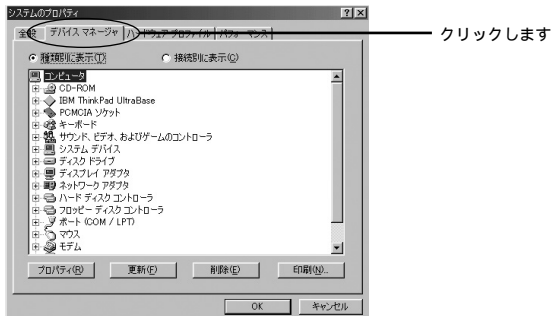 システムのプロパティ
全般 デバイス マネージャ ハードウェア プロファイル パフォーマンス
種類別に表示(T) 接続別に表示(C)
コンピュータ
CD-ROM
IBM ThinkPad UltraBase
PCMCIA ソケット
キーボード
サウンド、ビデオ、およびゲームのコントローラ
システム デバイス
ディスク ドライブ
ディスプレイ アダプタ
ネットワーク アダプタ
ハード ディスク コントローラ
フロッピー ディスク コントローラ
ポート (COM / LPT)
マウス
モデム
プロパティ(R) 更新(F) 削除(E) 印刷(N)...
OK キャンセル
クリックします